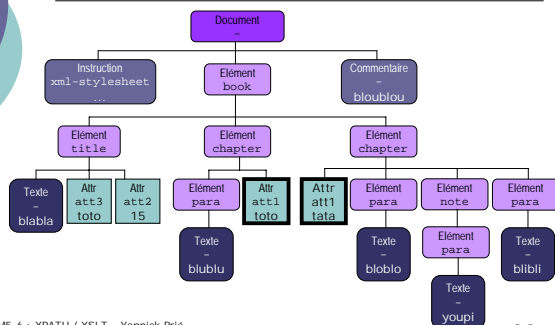 Document
–
Instruction
xml-stylesheet
...
Elément
book
Commentaire
–
bloublou
Elément
title
Elément
chapter
Elément
chapter
Texte
–
blabla
Attr
att3
toto
Attr
att2
15
Elément
para
Attr
att1
toto
Attr
att1
tata
Elément
para
Elément
note
Elément
para
Texte
–
blublu
Texte
–
bloblo
Elément
para
Texte
–
blibli
Texte
–
youpi
XPATH / XSLT - Yannick Prié